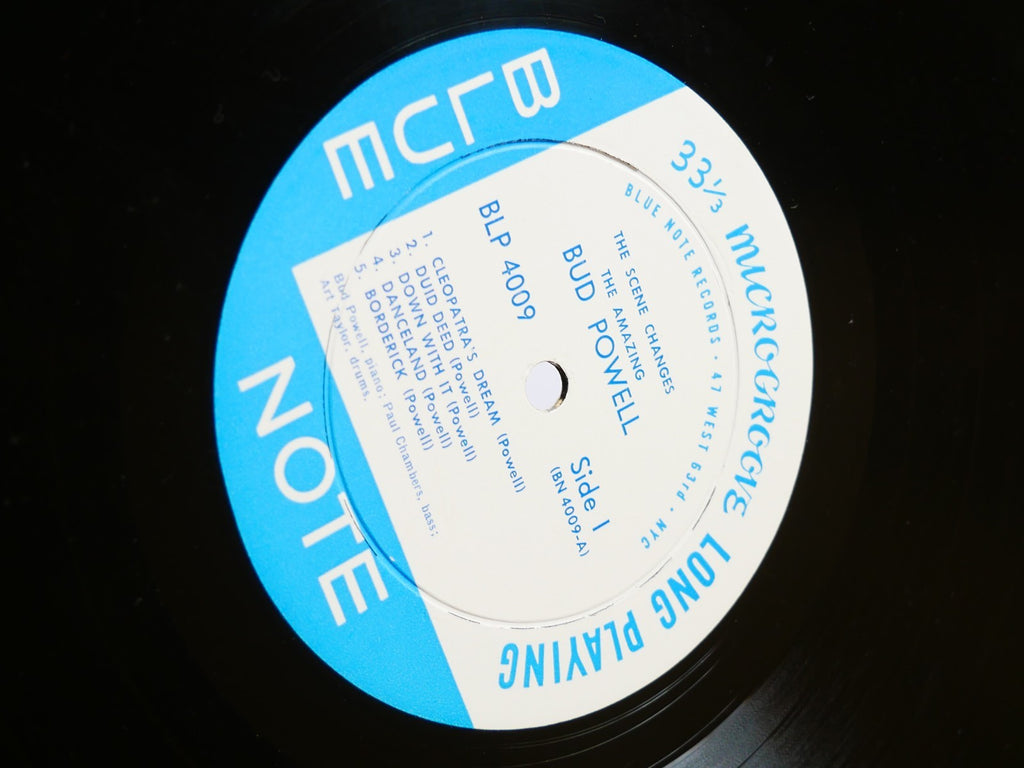 33⅓ MICROGROOVE LONG PLAYING
BLUE NOTE RECORDS · 47 WEST 63rd · NYC
THE SCENE CHANGES
THE AMAZING
BUD POWELL
BLP 4009
Side 1
(BN 4009-A)
1. CLEOPATRA'S DREAM (Powell)
2. DUID DEED (Powell)
3. DOWN WITH IT (Powell)
4. DANCELAND (Powell)
5. BORDERICK (Powell)
Bud Powell, piano; Paul Chambers, bass;
Art Taylor, drums.
BLUE
NOTE